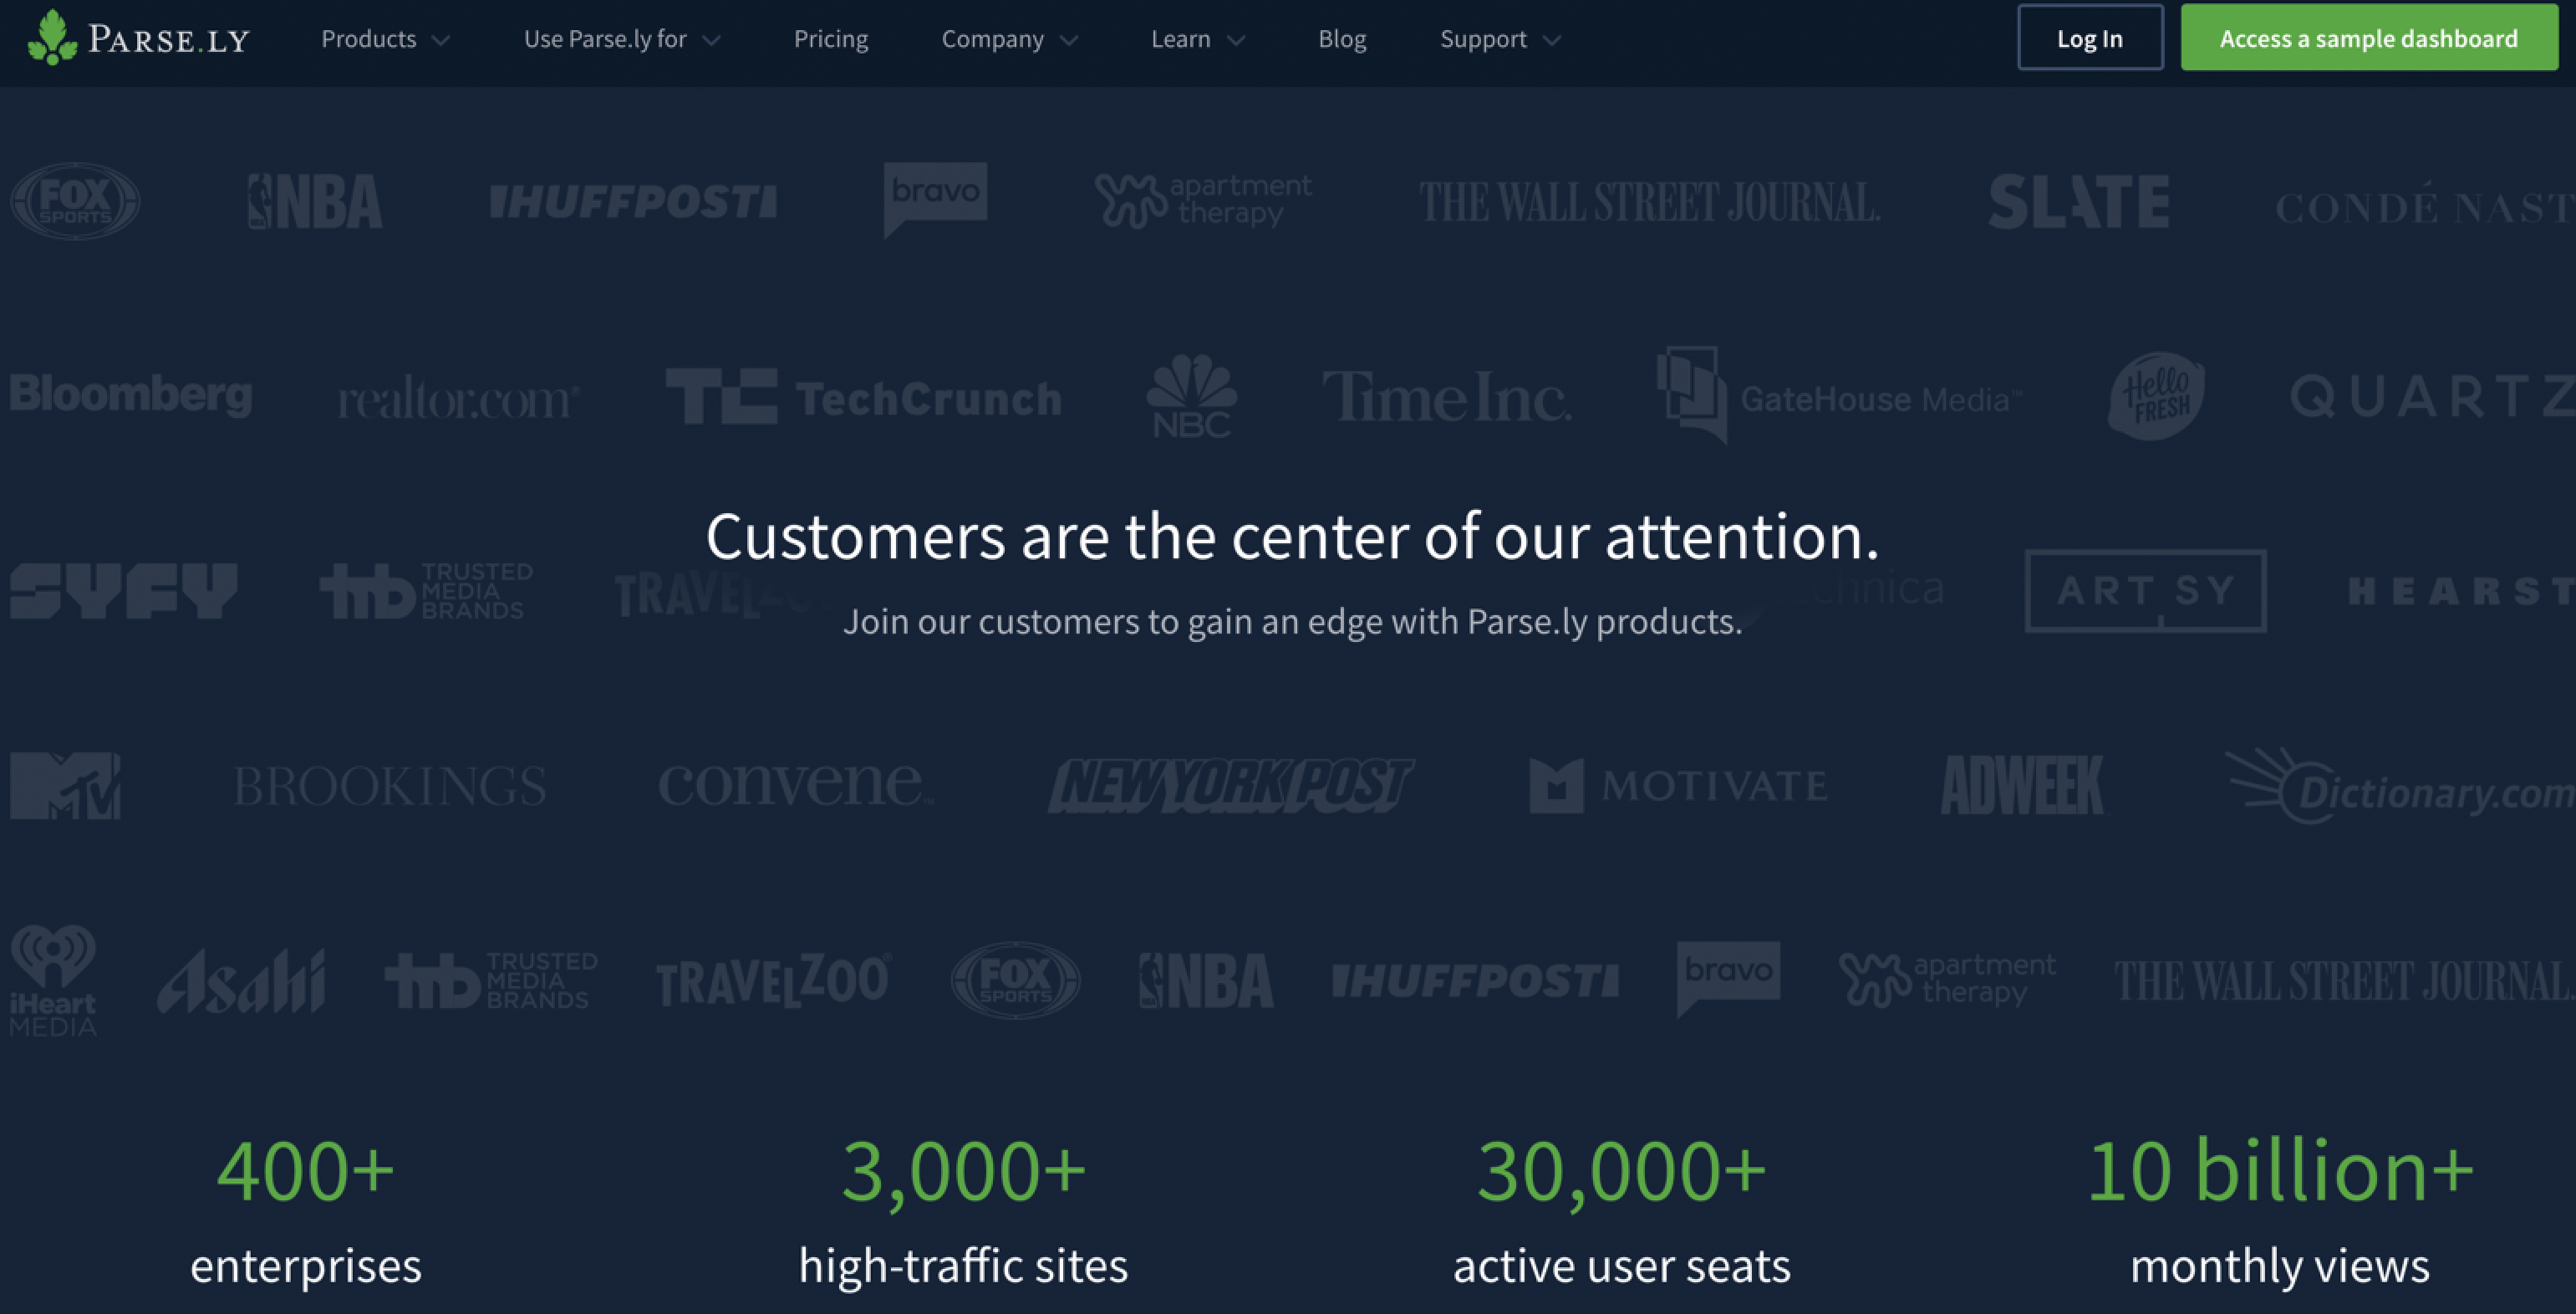 PARSE.LY Products Use Parse.ly for Pricing Company Learn Blog Support Log In Access a sample dashboard
FOX SPORTS NBA HUFFPOST bravo apartment therapy THE WALL STREET JOURNAL. SLATE CONDÉ NAST
Bloomberg realtor.com® TC TechCrunch NBC Time Inc. GateHouse Media™ Hello FRESH QUARTZ
Customers are the center of our attention.
SYFY tmb TRUSTED MEDIA BRANDS TRAVEL chnica ARTSY HEARST
Join our customers to gain an edge with Parse.ly products.
MTV BROOKINGS convene™ NEW YORK POST MOTIVATE ADWEEK Dictionary.com
iHeart MEDIA Asahi tmb TRUSTED MEDIA BRANDS TRAVELZOO® FOX SPORTS NBA HUFFPOST bravo apartment therapy THE WALL STREET JOURNAL.
400+ 3,000+ 30,000+ 10 billion+
enterprises high-traffic sites active user seats monthly views